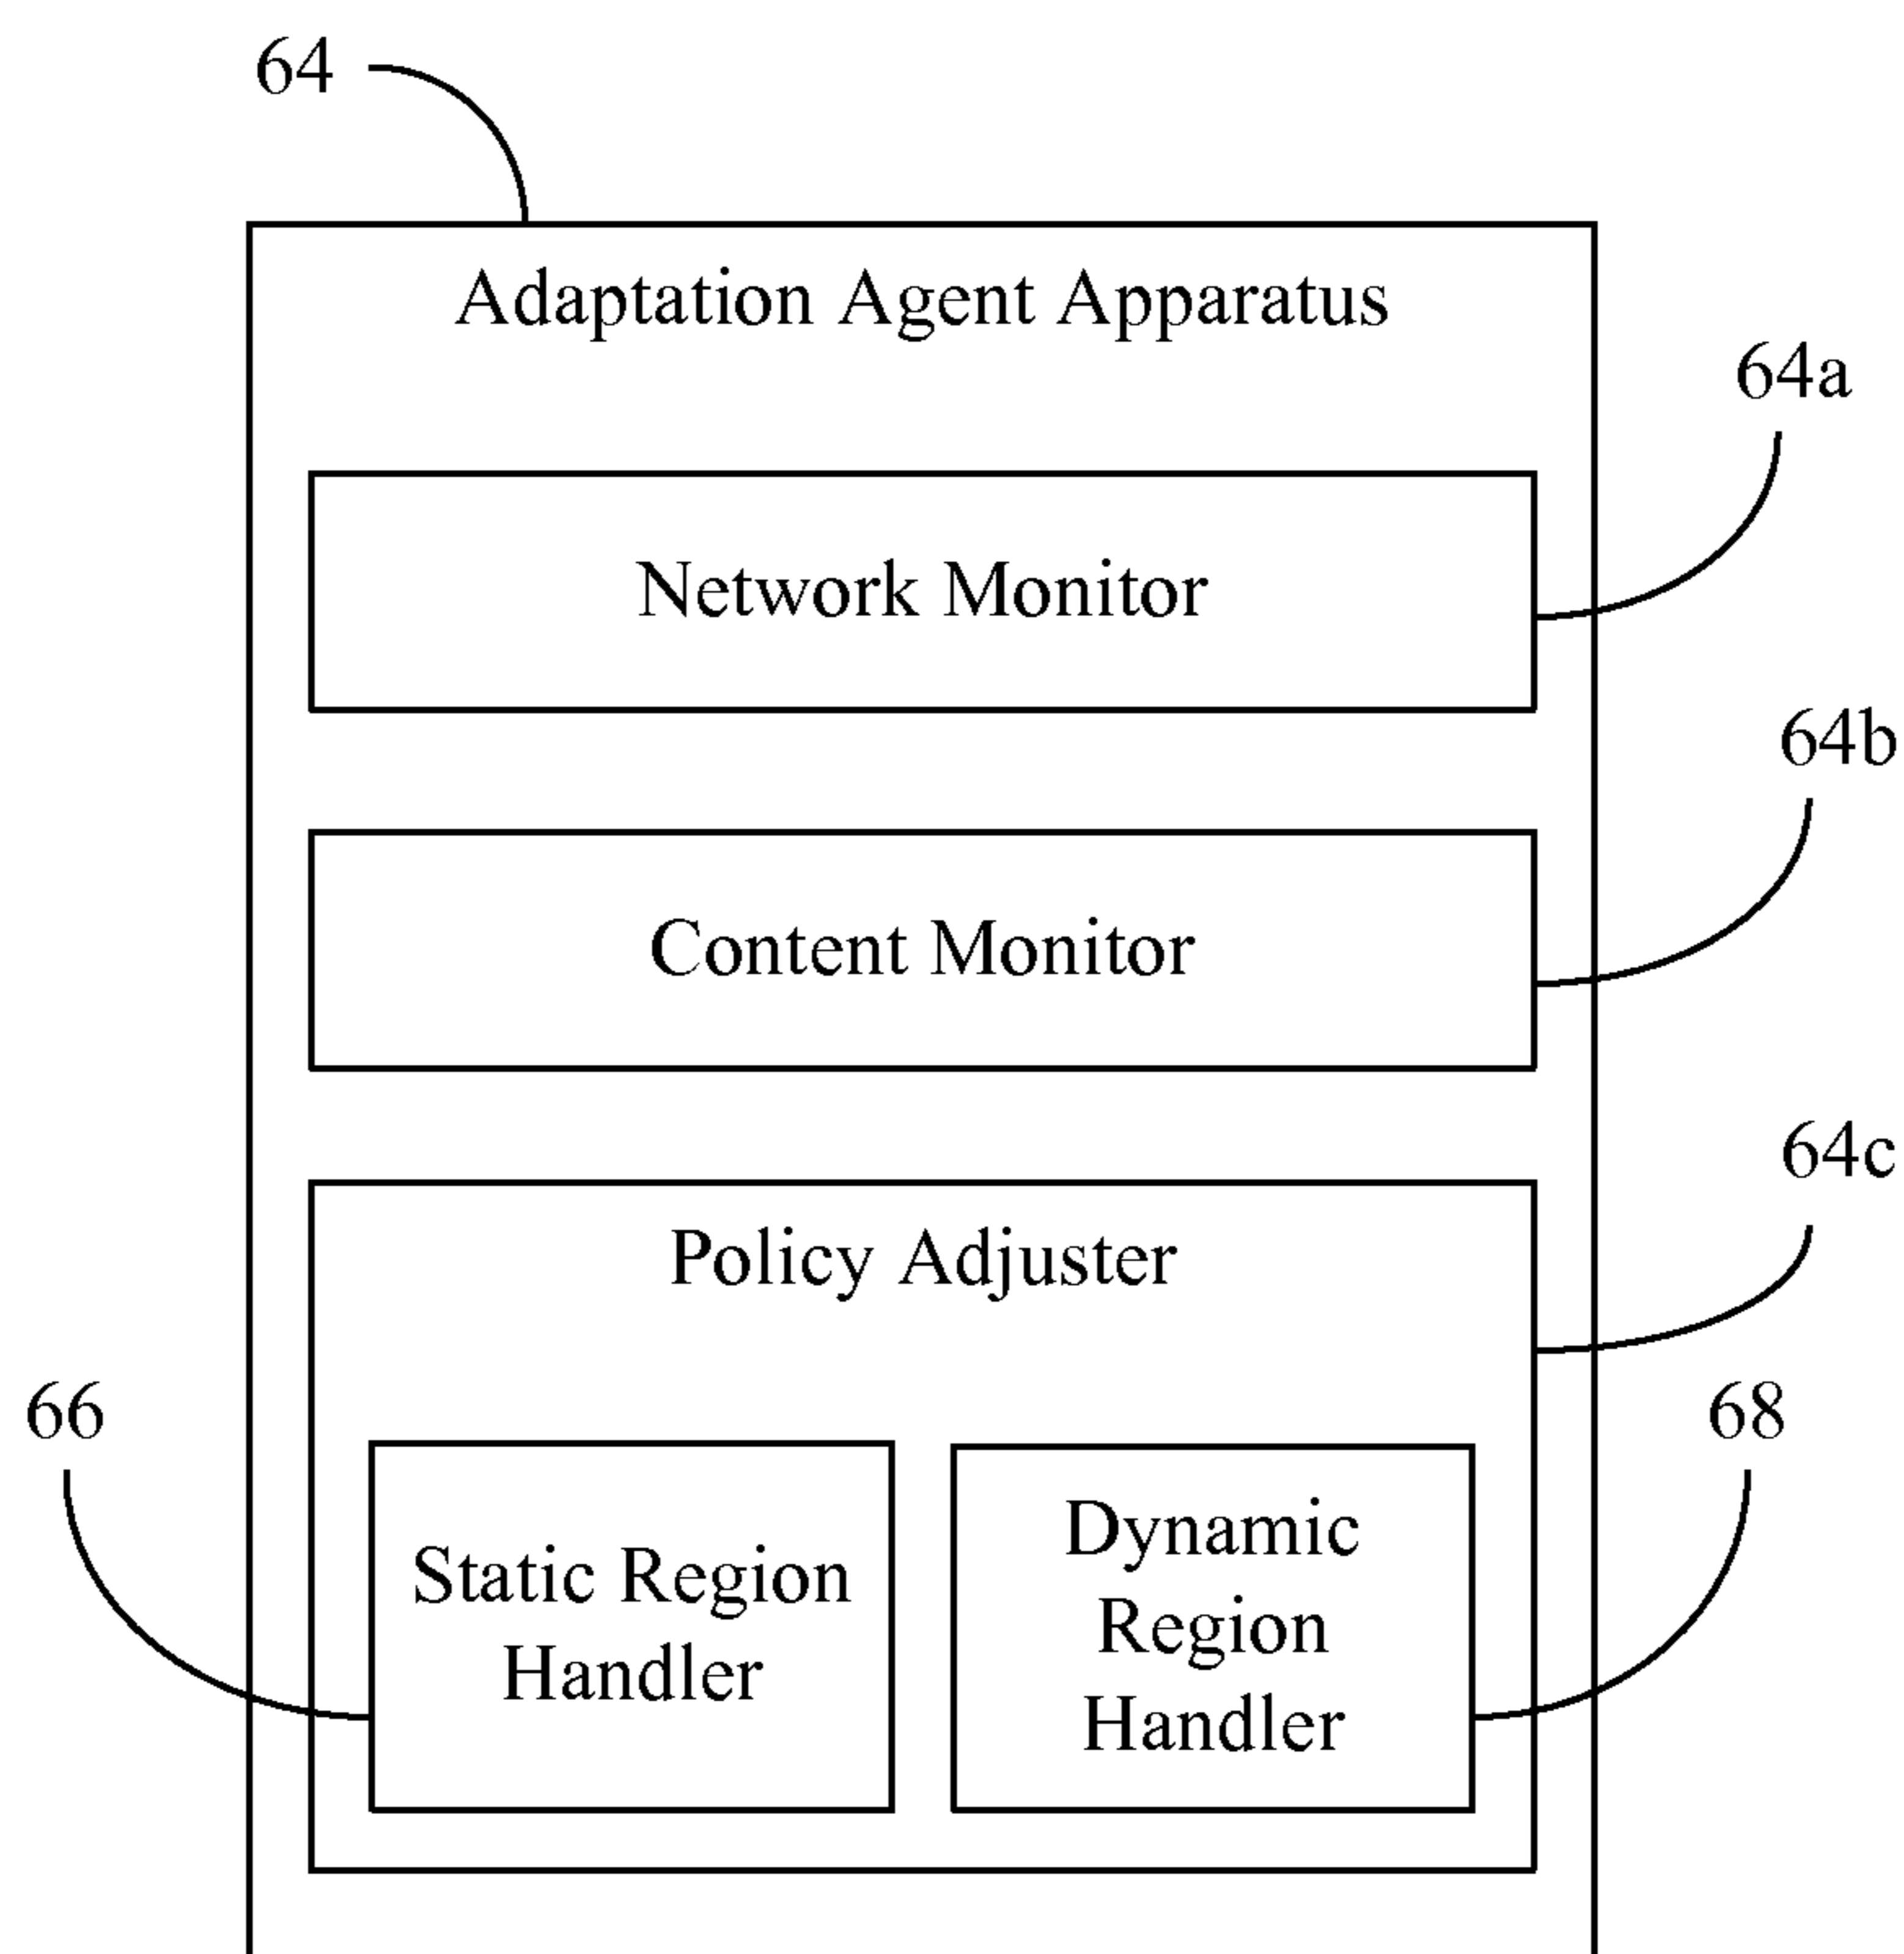 64
Adaptation Agent Apparatus
64a
Network Monitor
64b
Content Monitor
64c
Policy Adjuster
66
68
Static Region
Handler
Dynamic
Region
Handler